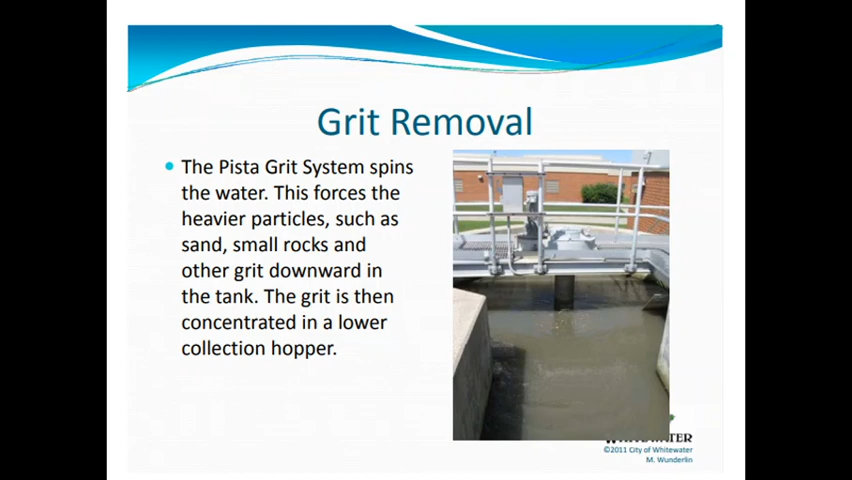 Grit Removal
The Pista Grit System spins
the water. This forces the
heavier particles, such as
sand, small rocks and
other grit downward in
the tank. The grit is then
concentrated in a lower
collection hopper.
WHITEWATER
©2011 City of Whitewater
M. Wunderlin